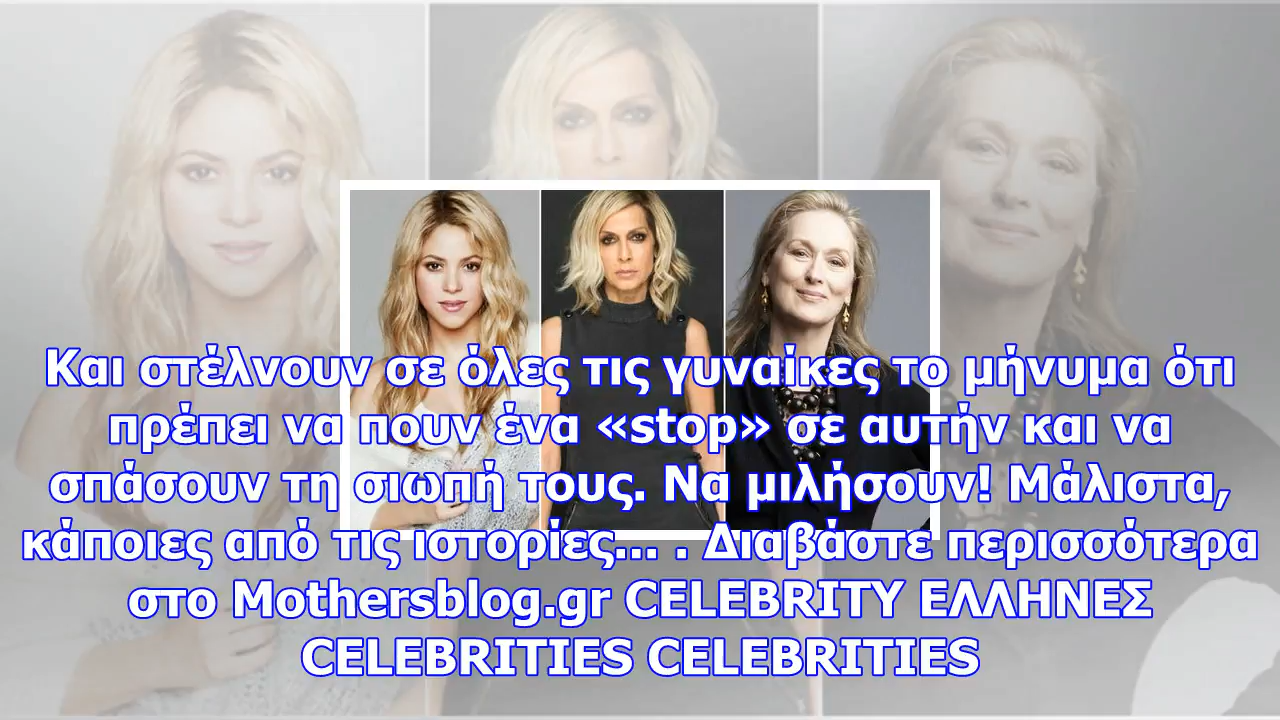 Και στέλνουν σε όλες τις γυναίκες το μήνυμα ότι
πρέπει να πουν ένα «stop» σε αυτήν και να
σπάσουν τη σιωπή τους. Να μιλήσουν! Μάλιστα,
κάποιες από τις ιστορίες... . Διαβάστε περισσότερα
στο Mothersblog.gr CELEBRITY ΕΛΛΗΝΕΣ
CELEBRITIES CELEBRITIES